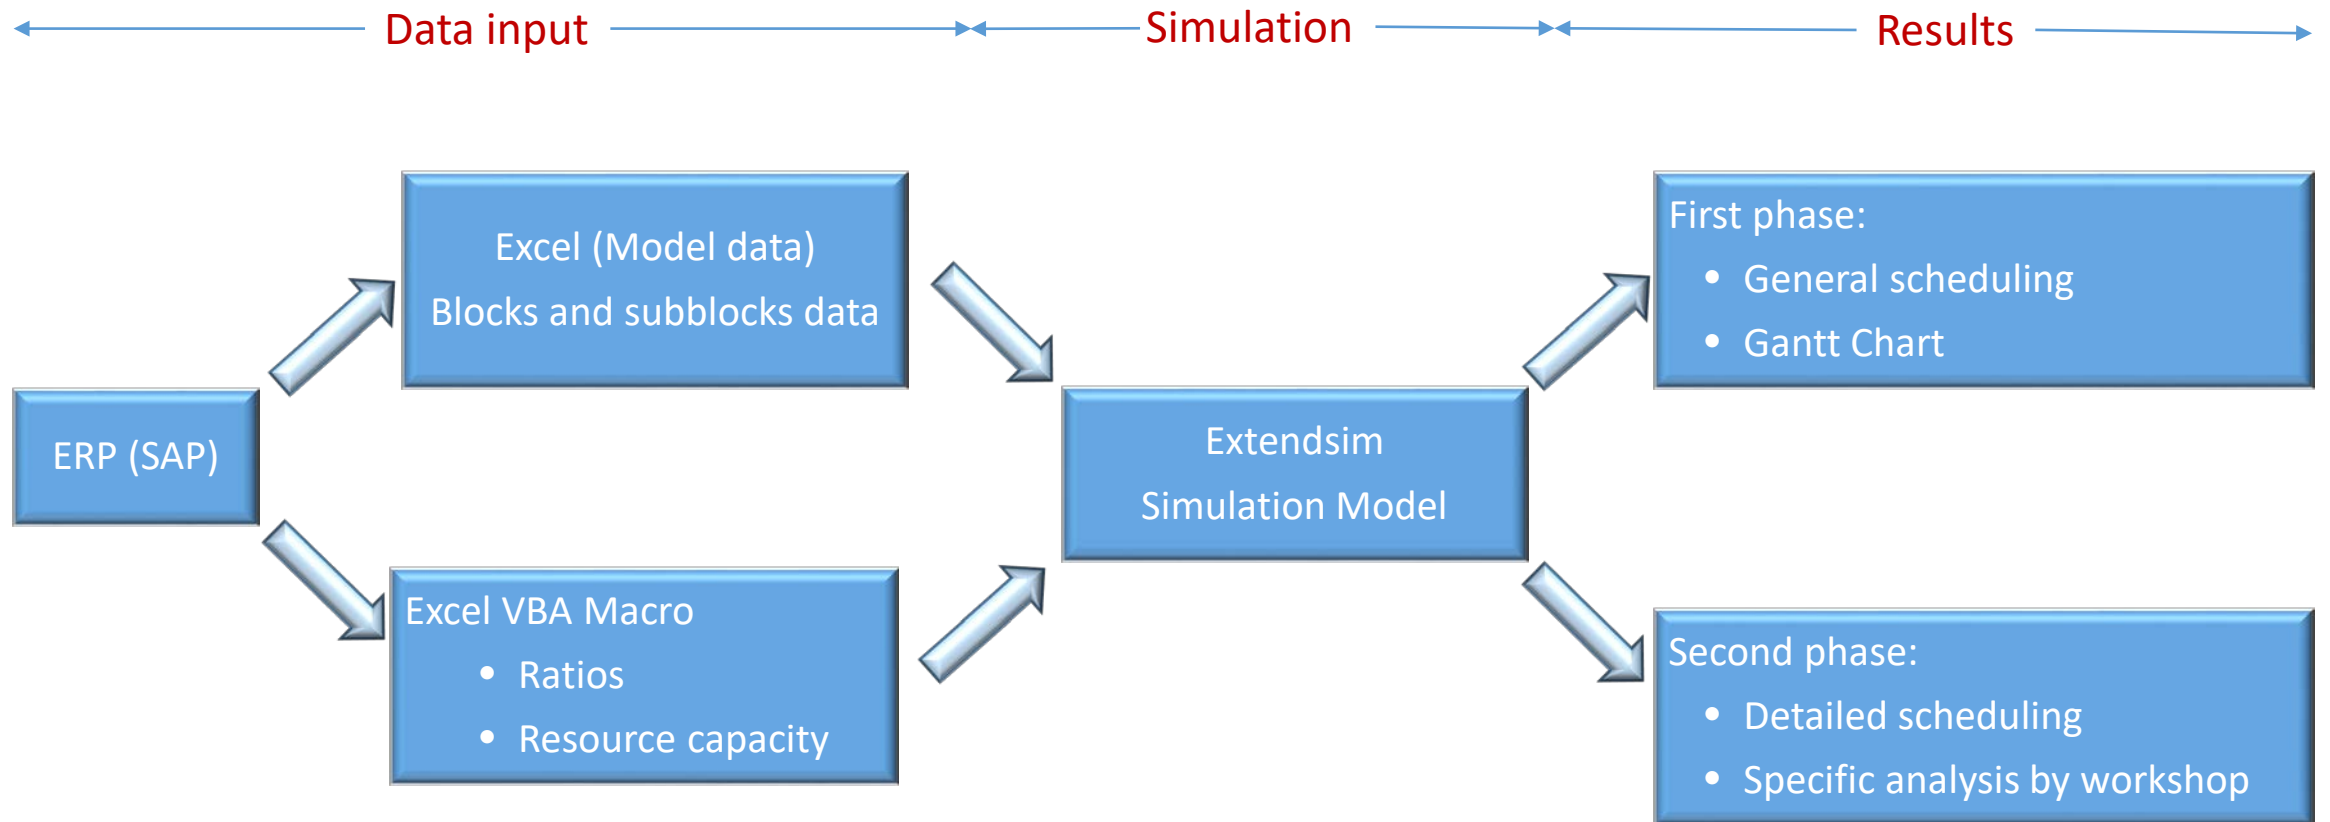 Data input
Simulation
Results
Excel (Model data)
Blocks and subblocks data
First phase:
• General scheduling
• Gantt Chart
ERP (SAP)
Extendsim
Simulation Model
Excel VBA Macro
• Ratios
• Resource capacity
Second phase:
• Detailed scheduling
• Specific analysis by workshop